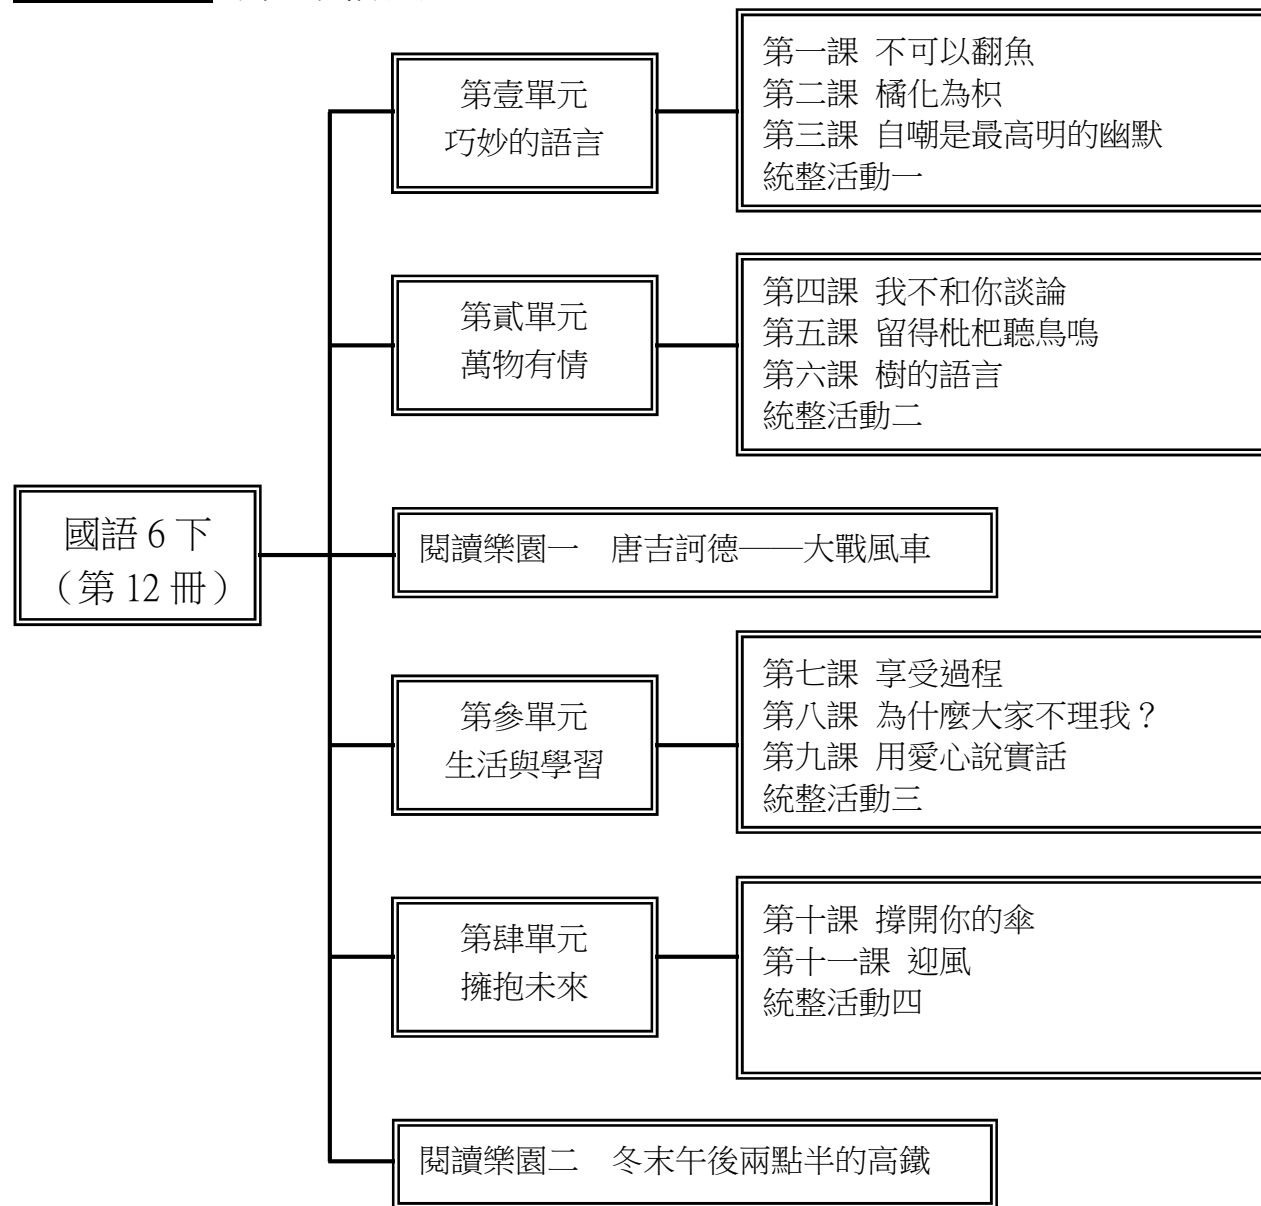 第壹單元
巧妙的語言
第一課 不可以翻魚
第二課 橘化為枳
第三課 自嘲是最高明的幽默
統整活動一
第貳單元
萬物有情
第四課 我不和你談論
第五課 留得枇杷聽鳥鳴
第六課 樹的語言
統整活動二
國語6下
（第12冊）
閱讀樂園一 唐吉訶德——大戰風車
第參單元
生活與學習
第七課 享受過程
第八課 為什麼大家不理我？
第九課 用愛心說實話
統整活動三
第肆單元
擁抱未來
第十課 撐開你的傘
第十一課 迎風
統整活動四
閱讀樂園二 冬末午後兩點半的高鐵